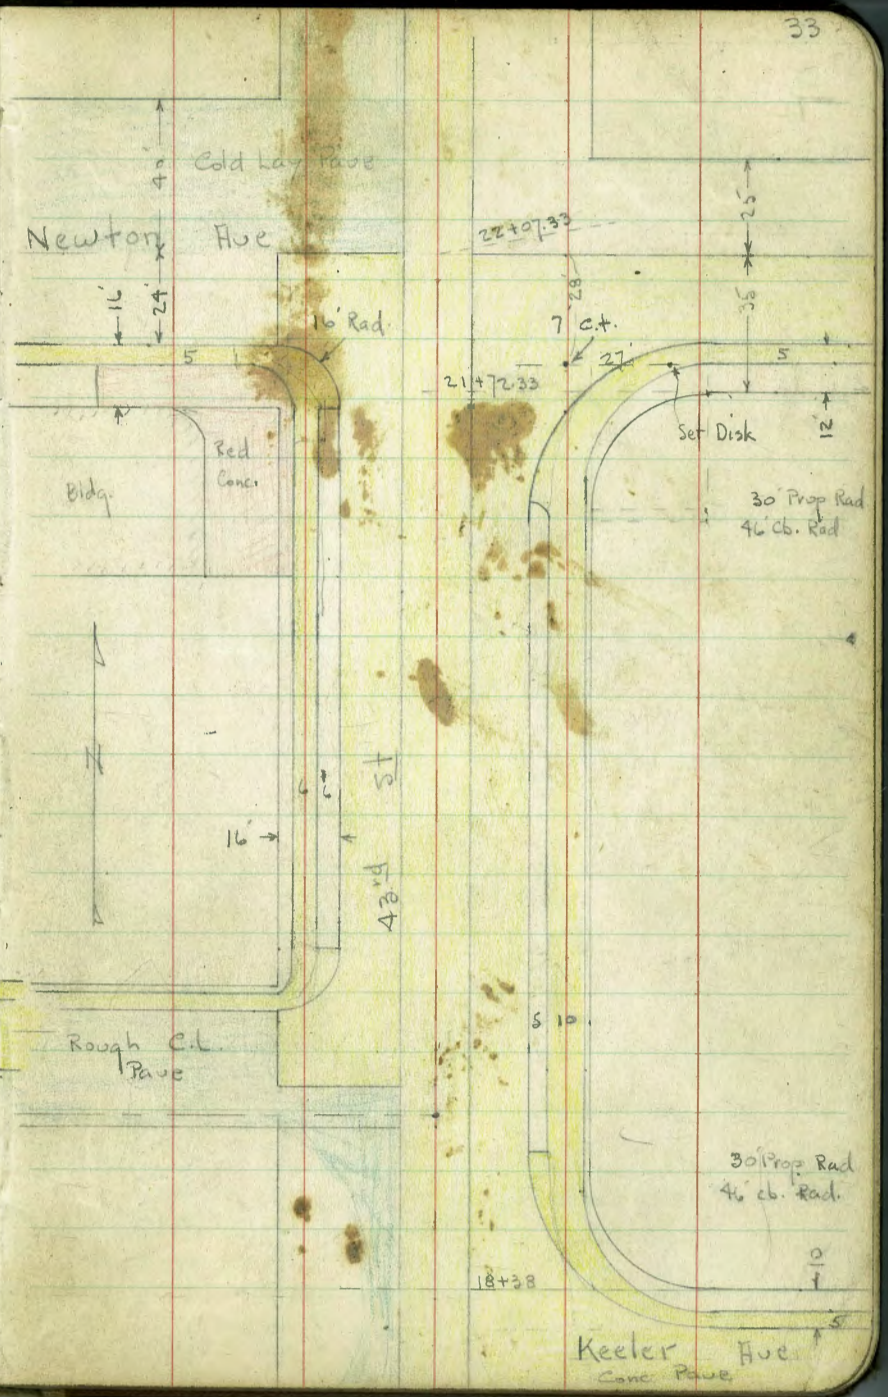 33
40'
Cold Lay Pave
25'
Newton Ave
22+07.33
28'
16'
24'
35'
16' Rad.
7 c.t.
5
27'
5
21+72.33
Set Disk
12'
Red
Conc.
Bldg.
30' Prop Rad
46' Cb. Rad
N
6
6
43rd St
16'
5 10
Rough C.L.
Pave
30' Prop. Rad
46' cb. Rad.
10
18+38
5
Keeler Ave
Conc Pave